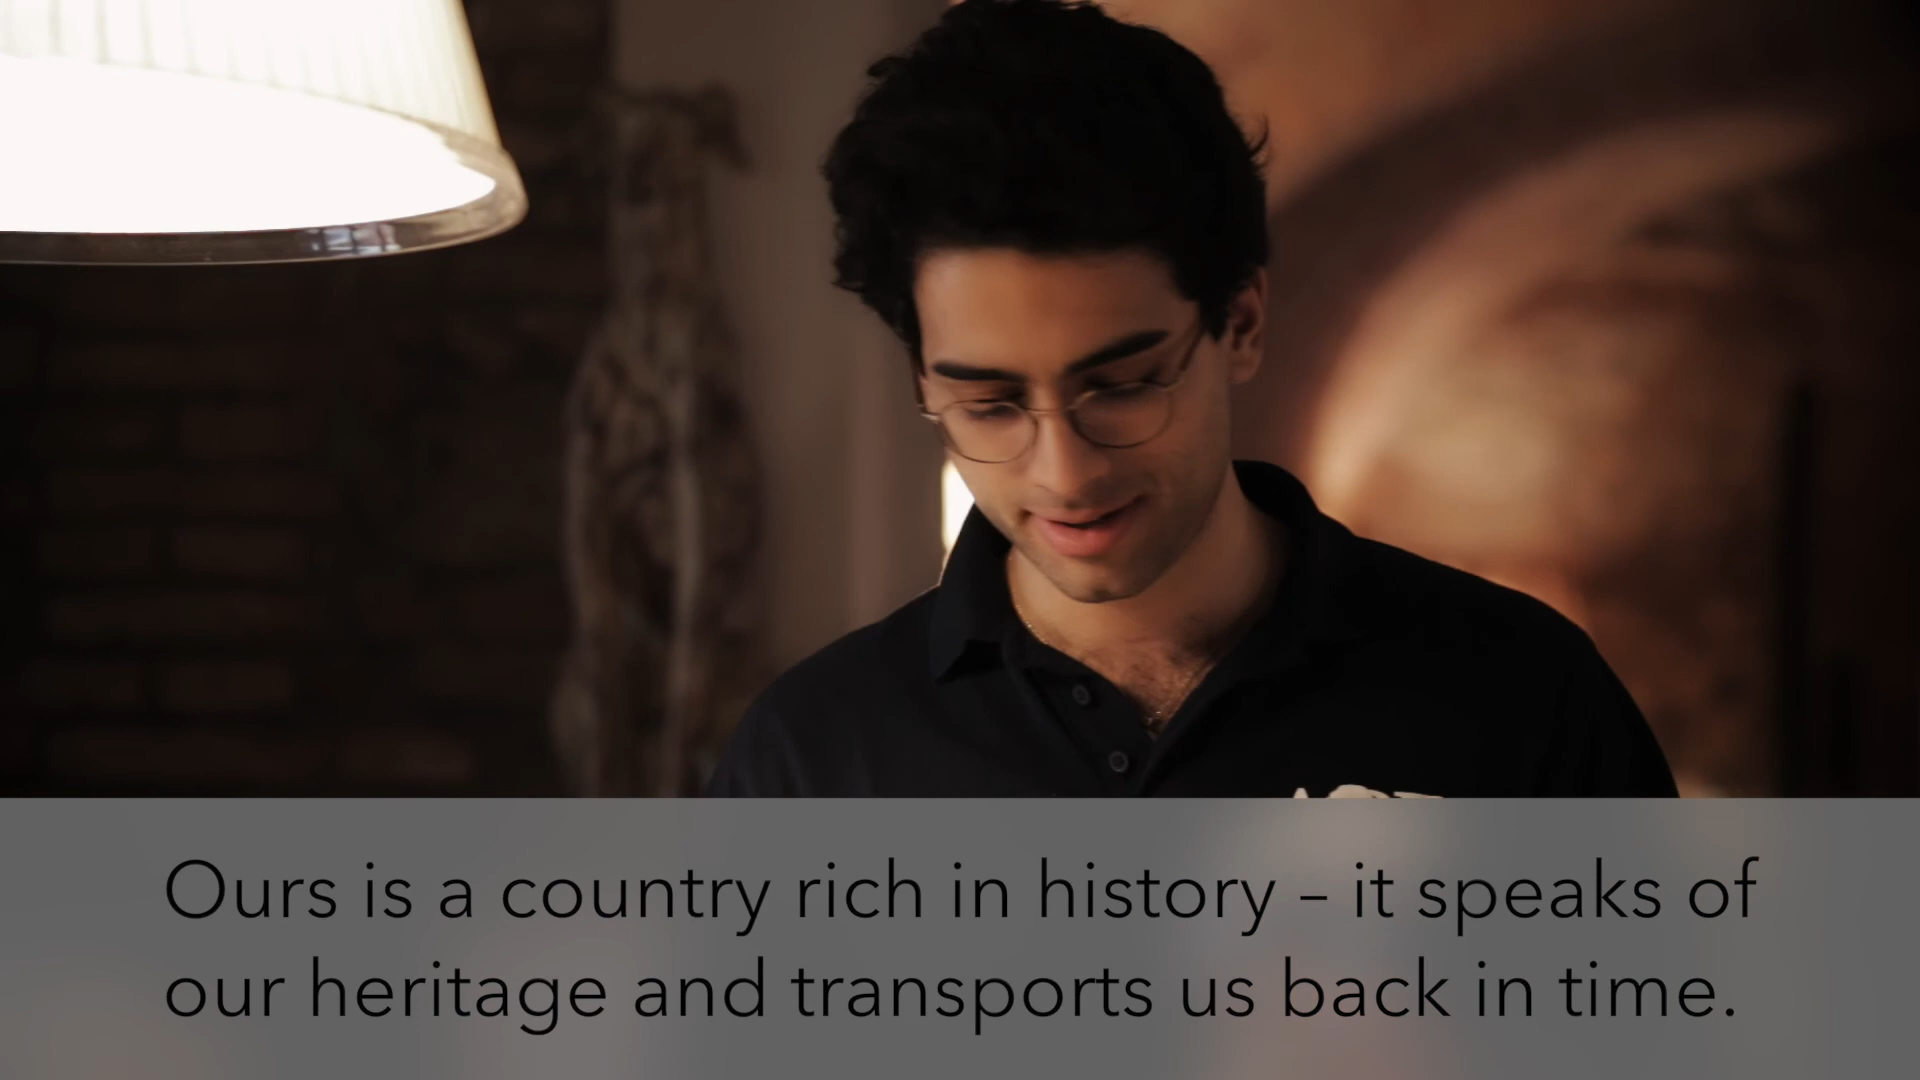 Ours is a country rich in history – it speaks of
our heritage and transports us back in time.